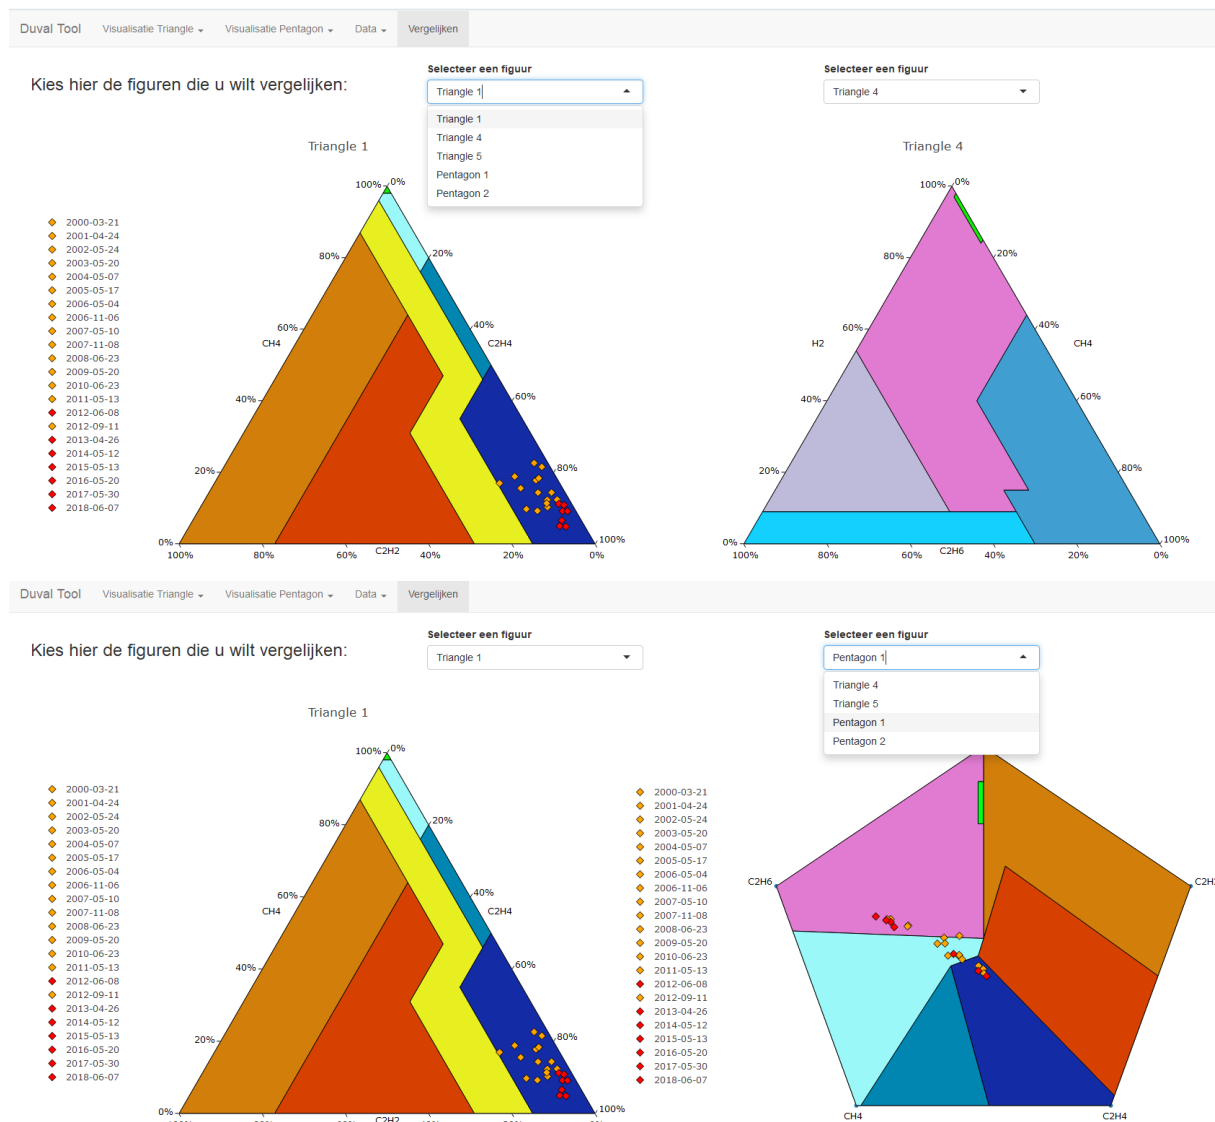 Duval Tool Visualisatie Triangle Visualisatie Pentagon Data Vergelijken
Kies hier de figuren die u wilt vergelijken:
Selecteer een figuur
Triangle 1
Triangle 1
Triangle 4
Triangle 5
Pentagon 1
Pentagon 2
Selecteer een figuur
Triangle 4
Triangle 1
2000-03-21
2001-04-24
2002-05-24
2003-05-20
2004-05-07
2005-05-17
2006-05-04
2006-11-06
2007-05-10
2007-11-08
2008-06-23
2009-05-20
2010-06-23
2011-05-13
2012-06-08
2012-09-11
2013-04-26
2014-05-12
2015-05-13
2016-05-20
2017-05-30
2018-06-07
100% 0%
80% 20%
60% 40%
CH4 C2H4
40% 60%
20% 80%
0% 100%
C2H2
100% 80% 60% 40% 20% 0%
Triangle 4
100% 0%
80% 20%
60% 40%
H2 CH4
40% 60%
20% 80%
0% 100%
C2H6
100% 80% 60% 40% 20% 0%
Duval Tool Visualisatie Triangle Visualisatie Pentagon Data Vergelijken
Kies hier de figuren die u wilt vergelijken:
Selecteer een figuur
Triangle 1
Selecteer een figuur
Pentagon 1
Triangle 4
Triangle 5
Pentagon 1
Pentagon 2
Triangle 1
2000-03-21
2001-04-24
2002-05-24
2003-05-20
2004-05-07
2005-05-17
2006-05-04
2006-11-06
2007-05-10
2007-11-08
2008-06-23
2009-05-20
2010-06-23
2011-05-13
2012-06-08
2012-09-11
2013-04-26
2014-05-12
2015-05-13
2016-05-20
2017-05-30
2018-06-07
100% 0%
80% 20%
60% 40%
CH4 C2H4
40% 60%
20% 80%
0% 100%
C2H2
2000-03-21
2001-04-24
2002-05-24
2003-05-20
2004-05-07
2005-05-17
2006-05-04
2006-11-06
2007-05-10
2007-11-08
2008-06-23
2009-05-20
2010-06-23
2011-05-13
2012-06-08
2012-09-11
2013-04-26
2014-05-12
2015-05-13
2016-05-20
2017-05-30
2018-06-07
C2H6
CH4 C2H4